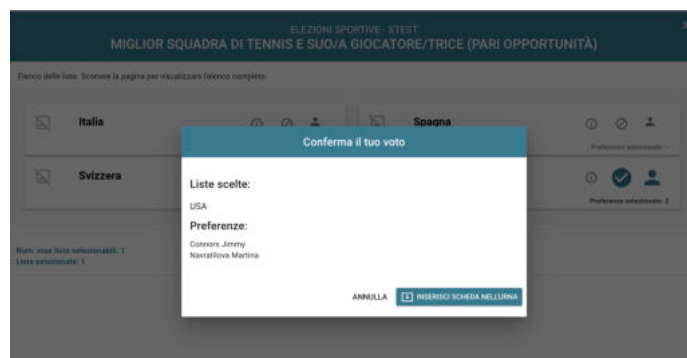 ELEZIONI SPORTIVE - XTEST
MIGLIOR SQUADRA DI TENNIS E SUO/A GIOCATORE/TRICE (PARI OPPORTUNITÀ)
Elenco delle liste. Scorrere la pagina per visualizzare l'elenco completo.
Italia
Spagna
Conferma il tuo voto
Preferenze selezionate: -
Svizzera
Liste scelte:
USA
Preferenze selezionate: 2
Preferenze:
Connors Jimmy
Navratilova Martina
Num. max liste selezionabili: 1
Liste selezionate: 1
ANNULLA
INSERISCI SCHEDA NELL'URNA